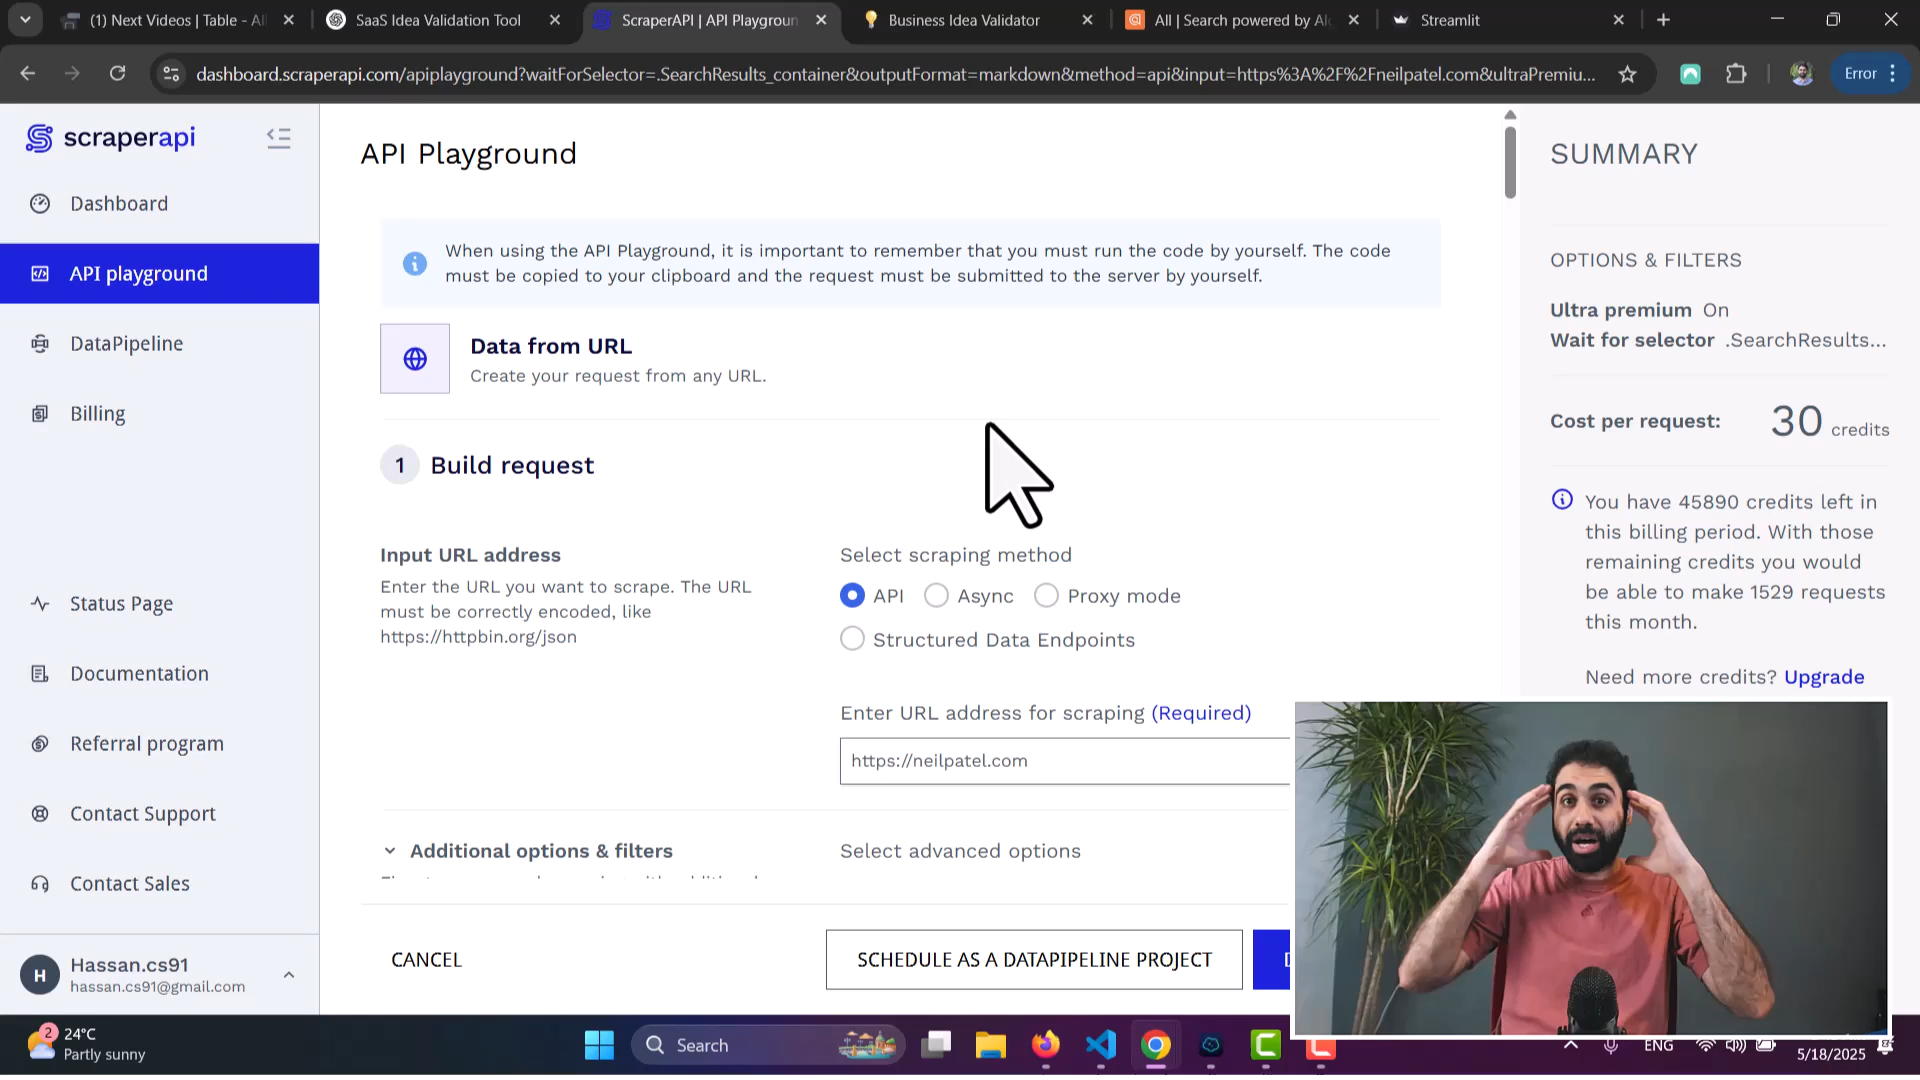 (1) Next Videos | Table - Al
SaaS Idea Validation Tool
ScraperAPI | API Playgroun
Business Idea Validator
All | Search powered by Al
Streamlit
dashboard.scraperapi.com/apiplayground?waitForSelector=.SearchResults_container&outputFormat=markdown&method=api&input=https%3A%2F%2Fneilpatel.com&ultraPremiu...
Error
scraperapi
Dashboard
API playground
DataPipeline
Billing
Status Page
Documentation
Referral program
Contact Support
Contact Sales
H
Hassan.cs91
hassan.cs91@gmail.com
API Playground
When using the API Playground, it is important to remember that you must run the code by yourself. The code
must be copied to your clipboard and the request must be submitted to the server by yourself.
Data from URL
Create your request from any URL.
1 Build request
Input URL address
Enter the URL you want to scrape. The URL
must be correctly encoded, like
https://httpbin.org/json
Select scraping method
API Async Proxy mode
Structured Data Endpoints
Enter URL address for scraping (Required)
https://neilpatel.com
Additional options & filters
Select advanced options
CANCEL
SCHEDULE AS A DATAPIPELINE PROJECT
SUMMARY
OPTIONS & FILTERS
Ultra premium On
Wait for selector .SearchResults...
Cost per request: 30 credits
You have 45890 credits left in
this billing period. With those
remaining credits you would
be able to make 1529 requests
this month.
Need more credits? Upgrade
2
24°C
Partly sunny
Search
ENG
5/18/2025